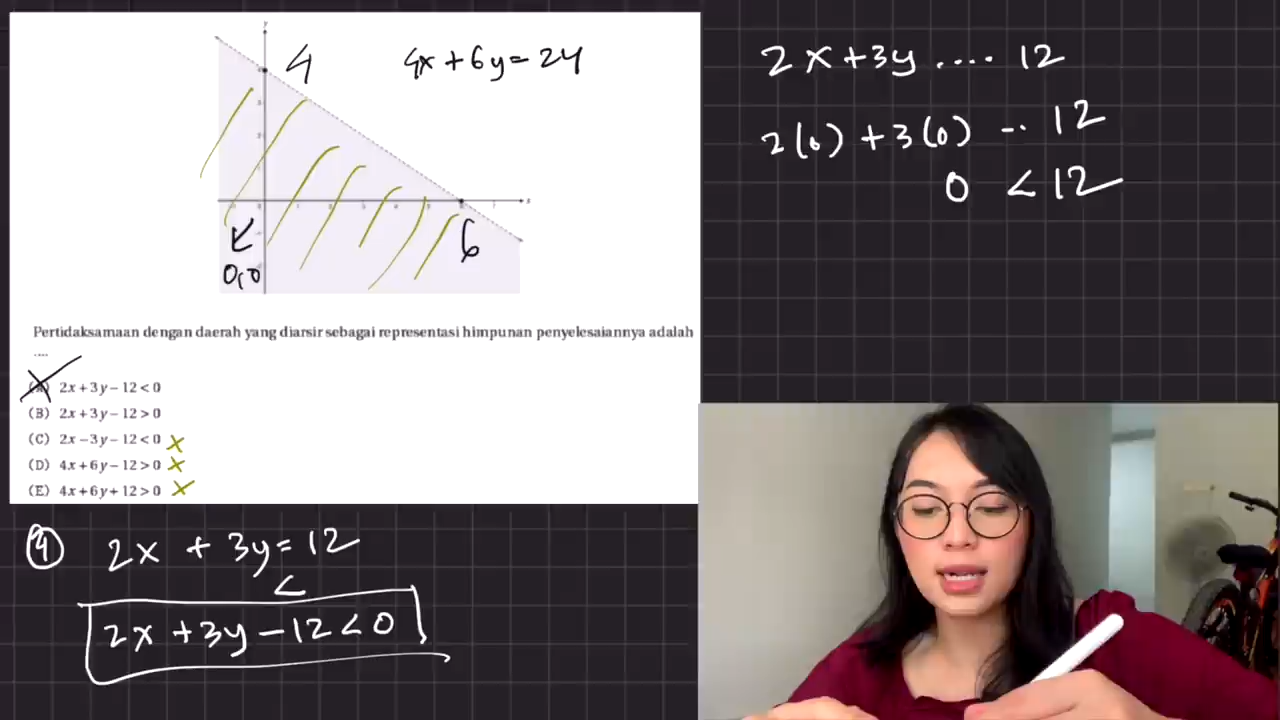 4
4x + 6y = 24
6
0,0
Pertidaksamaan dengan daerah yang diarsir sebagai representasi himpunan penyelesaiannya adalah
....
(A) 2x + 3y – 12 < 0
(B) 2x + 3y – 12 > 0
(C) 2x – 3y – 12 < 0 x
(D) 4x + 6y – 12 > 0 x
(E) 4x + 6y + 12 > 0 x
4 2x + 3y = 12
<
2x + 3y – 12 < 0
2x + 3y .... 12
2(0) + 3(0) ... 12
0 < 12